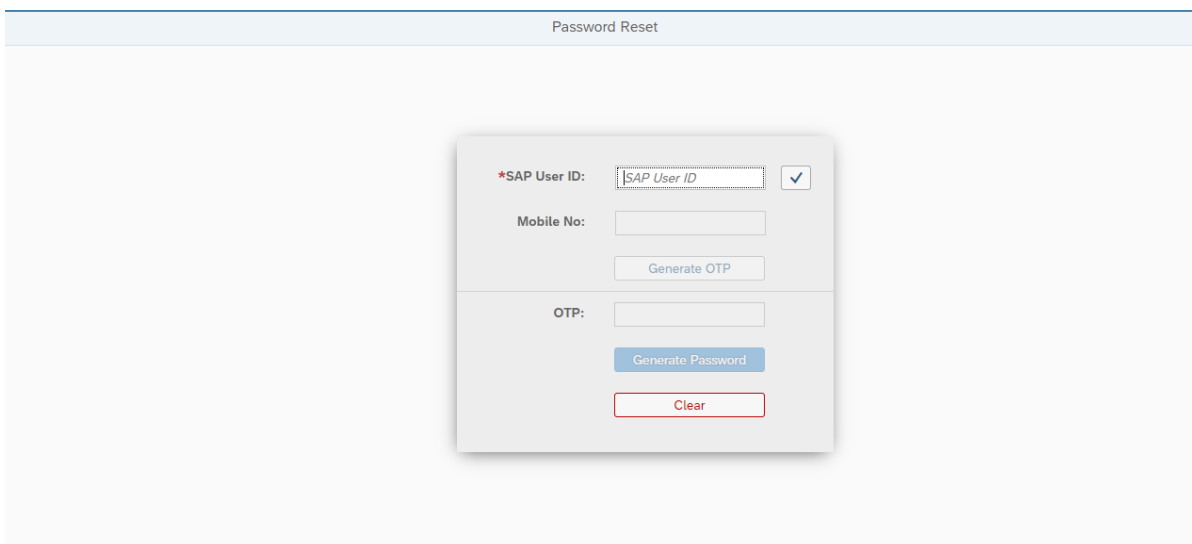 Password Reset
*SAP User ID: SAP User ID
Mobile No:
Generate OTP
OTP:
Generate Password
Clear